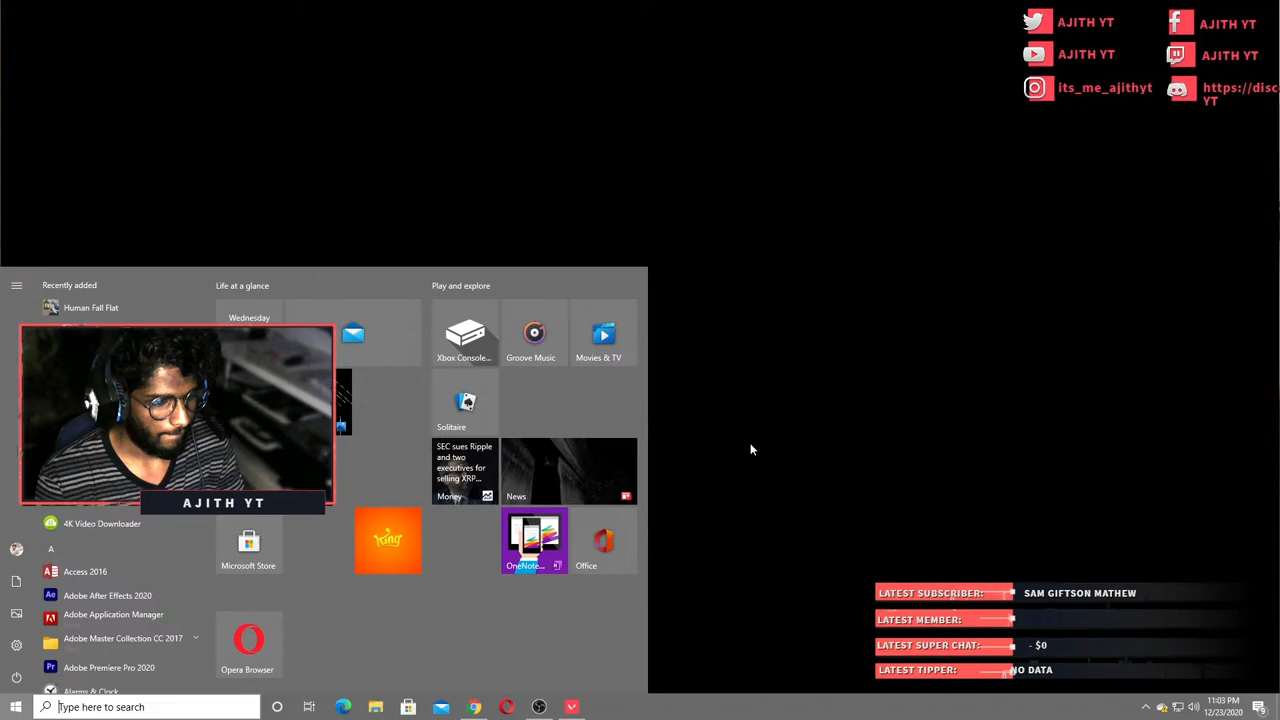 AJITH YT
AJITH YT
AJITH YT
AJITH YT
its_me_ajithyt
https://disc
YT
Recently added
Life at a glance
Play and explore
Human Fall Flat
Wednesday
Xbox Console...
Groove Music
Movies & TV
Solitaire
SEC sues Ripple
and two
executives for
selling XRP...
Money
News
AJITH YT
4K Video Downloader
A
Access 2016
Adobe After Effects 2020
Adobe Application Manager
Adobe Master Collection CC 2017
Adobe Premiere Pro 2020
Alarms & Clock
Microsoft Store
King
OneNote...
Office
Opera Browser
LATEST SUBSCRIBER: SAM GIFTSON MATHEW
LATEST MEMBER:
LATEST SUPER CHAT: - $0
LATEST TIPPER: NO DATA
Type here to search
11:03 PM
12/23/2020
9